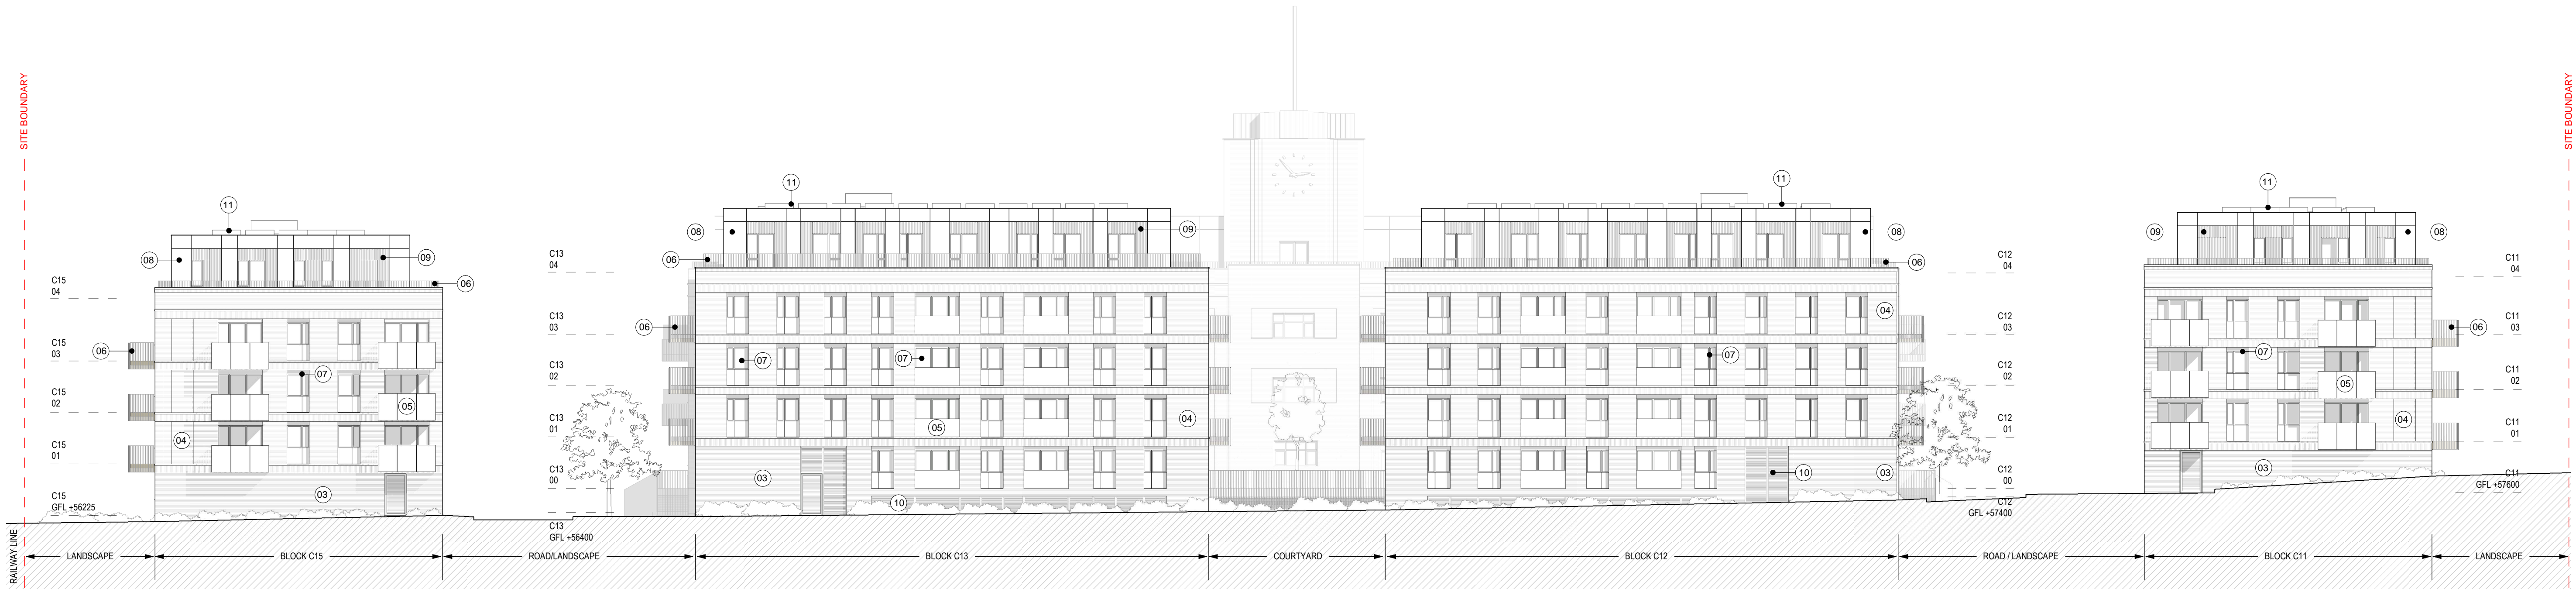 SITE BOUNDARY
SITE BOUNDARY
11
11
11
11
08
09
06
08
09
06
08
06
09
08
C15
04
C13
04
C12
04
C11
04
06
C15
03
06
C13
03
04
C12
03
C11
03
06
07
C15
02
07
07
C13
02
07
C12
02
07
05
C11
02
05
04
C15
01
05
04
C13
01
C12
01
04
C11
01
03
C15
GFL +56225
03
10
C13
00
10
03
C12
00
03
C11
GFL +57600
C13
GFL +56400
C12
GFL +57400
RAILWAY LINE
LANDSCAPE
BLOCK C15
ROAD/LANDSCAPE
BLOCK C13
COURTYARD
BLOCK C12
ROAD / LANDSCAPE
BLOCK C11
LANDSCAPE